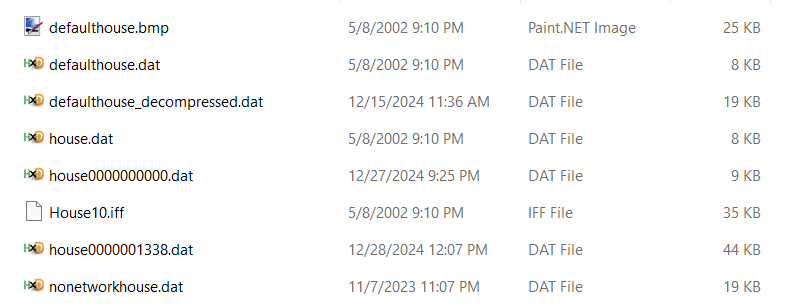 defaulthouse.bmp 5/8/2002 9:10 PM Paint.NET Image 25 KB
defaulthouse.dat 5/8/2002 9:10 PM DAT File 8 KB
defaulthouse_decompressed.dat 12/15/2024 11:36 AM DAT File 19 KB
house.dat 5/8/2002 9:10 PM DAT File 8 KB
house0000000000.dat 12/27/2024 9:25 PM DAT File 9 KB
House10.iff 5/8/2002 9:10 PM IFF File 35 KB
house0000001338.dat 12/28/2024 12:07 PM DAT File 44 KB
nonetworkhouse.dat 11/7/2023 11:07 PM DAT File 19 KB